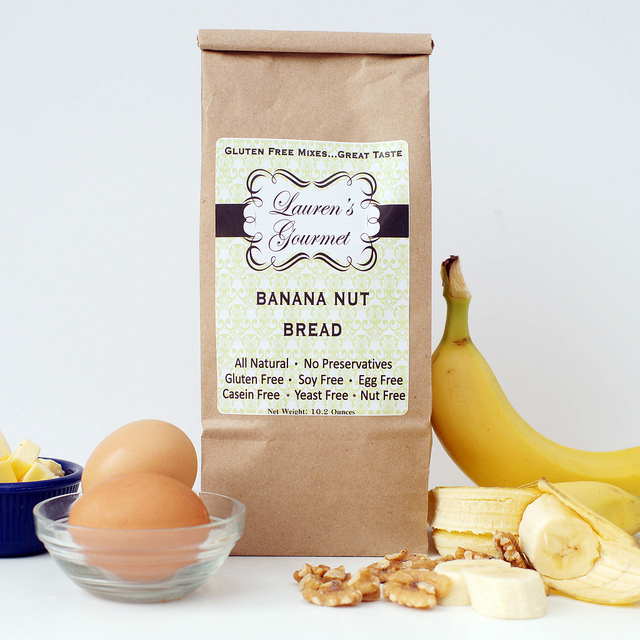 Gluten Free Mixes...Great Taste
Lauren's
Gourmet
BANANA NUT
BREAD
All Natural • No Preservatives
Gluten Free • Soy Free • Egg Free
Casein Free • Yeast Free • Nut Free
Net Weight: 10.2 Ounces